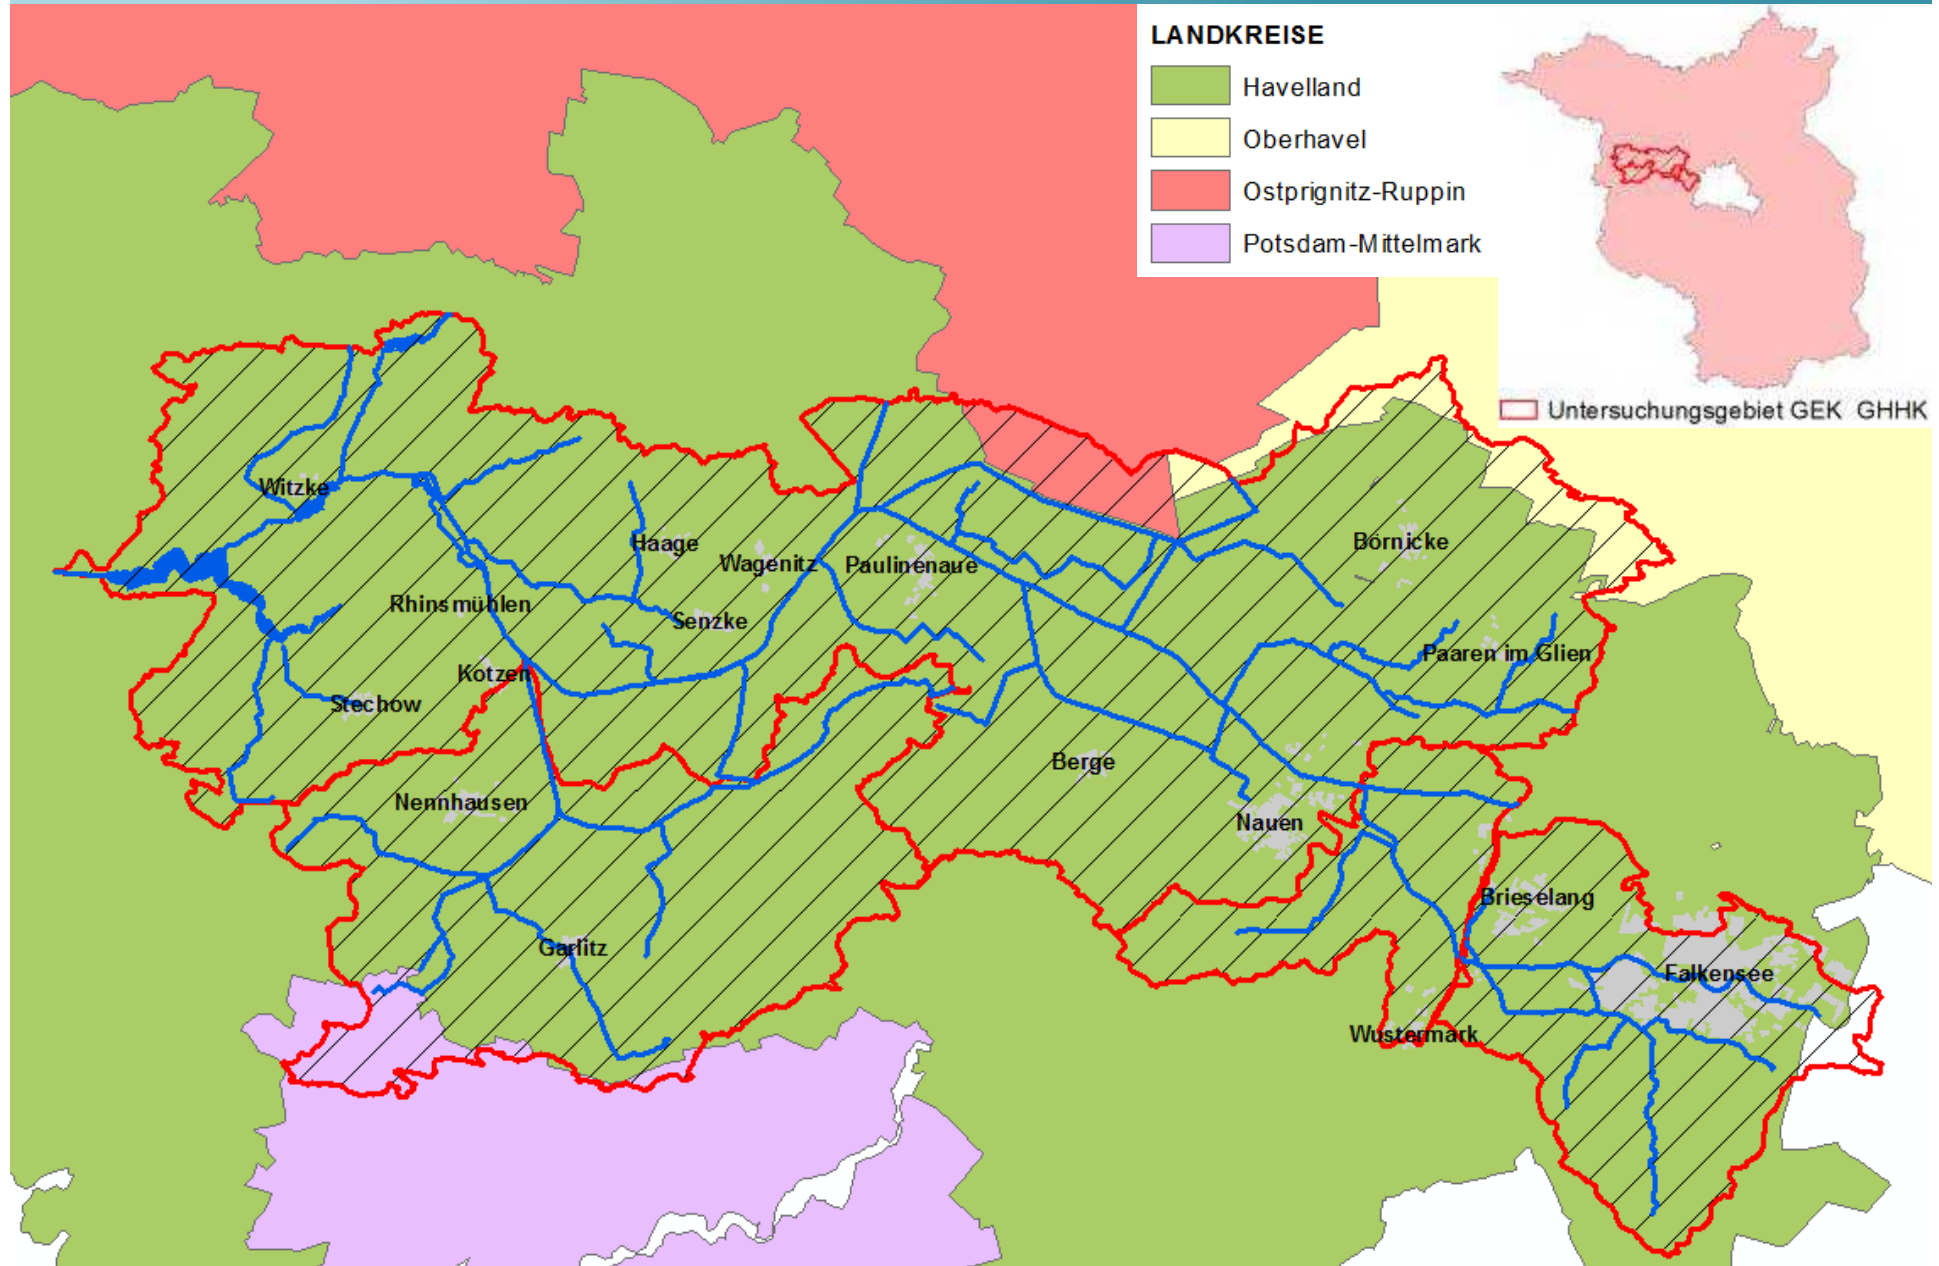 LANDKREISE
Havelland
Oberhavel
Ostprignitz-Ruppin
Potsdam-Mittelmark
Untersuchungsgebiet GEK GHHK
Witzke
Haage
Wagenitz
Paulinenaue
Börnicke
Rhinsmühlen
Senzke
Paaren im Glien
Kotzen
Stechow
Berge
Nennhausen
Nauen
Brieselang
Garlitz
Falkensee
Wustermark